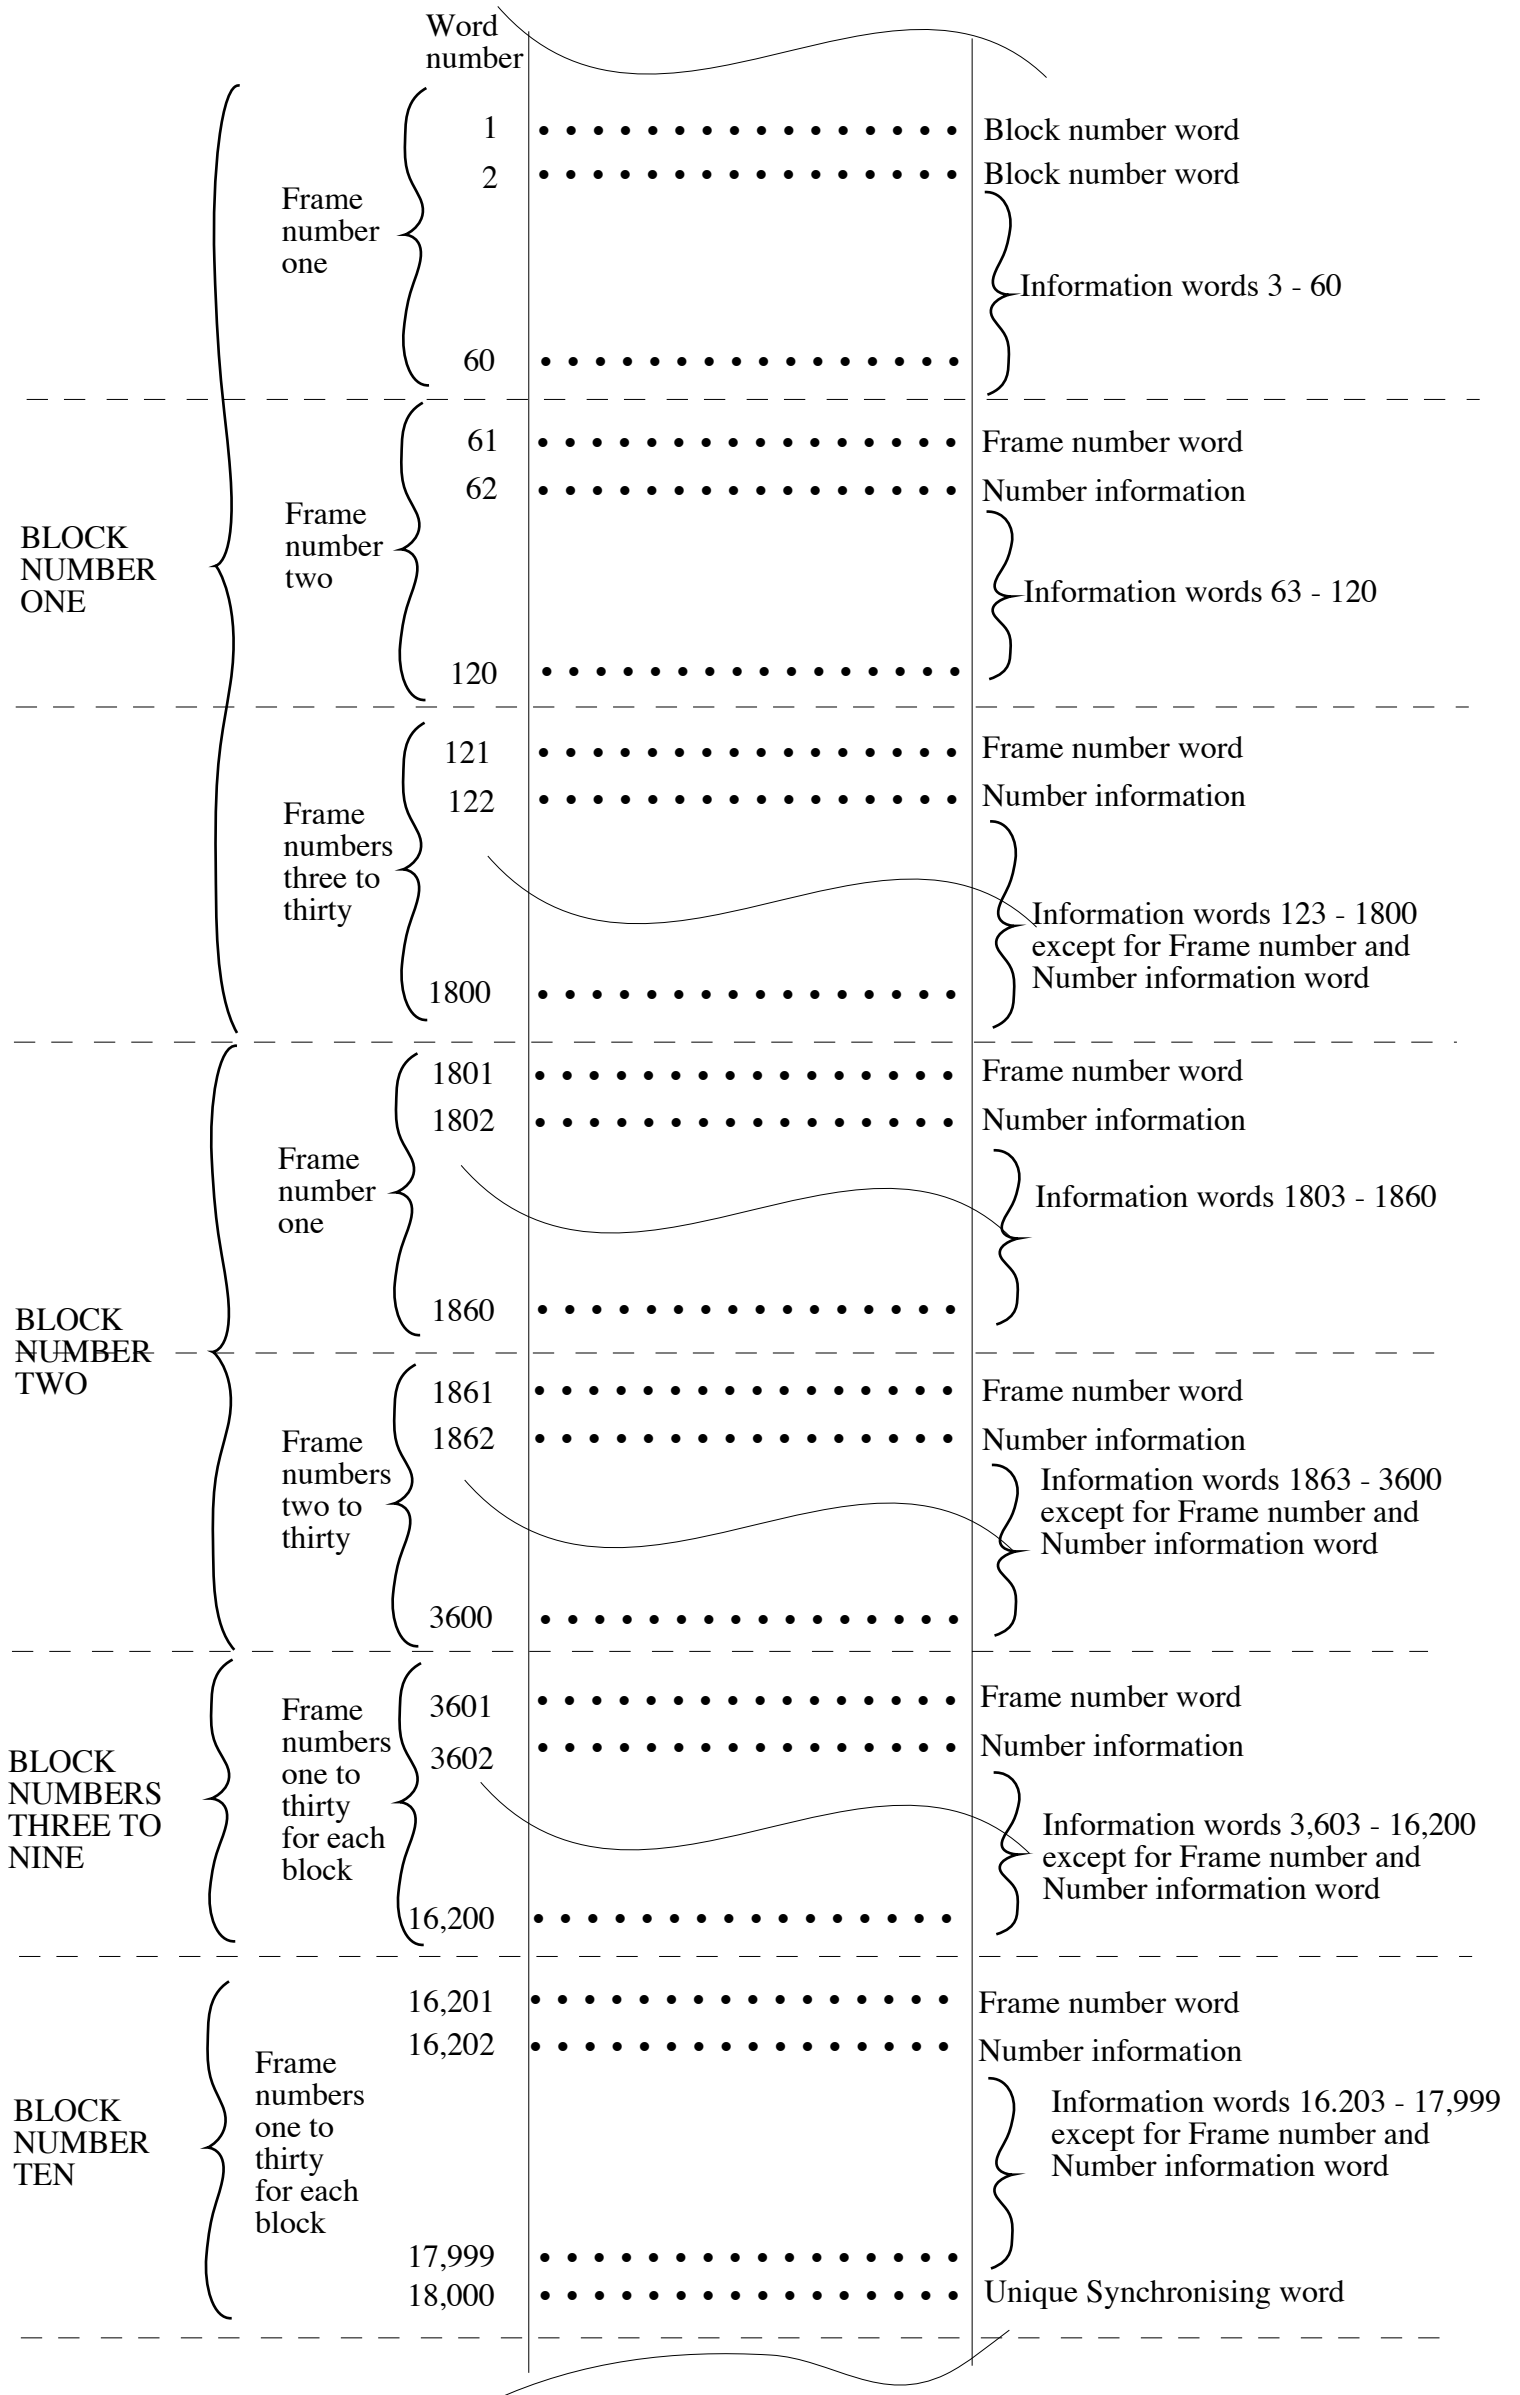 Word
number
1
Block number word
2
Block number word
Frame
number
one
Information words 3 - 60
60
61
Frame number word
62
Number information
BLOCK
NUMBER
ONE
Frame
number
two
Information words 63 - 120
120
121
Frame number word
122
Number information
Frame
numbers
three to
thirty
Information words 123 - 1800
except for Frame number and
Number information word
1800
1801
Frame number word
1802
Number information
Frame
number
one
Information words 1803 - 1860
1860
BLOCK
NUMBER
TWO
1861
Frame number word
1862
Number information
Frame
numbers
two to
thirty
Information words 1863 - 3600
except for Frame number and
Number information word
3600
3601
Frame number word
3602
Number information
BLOCK
NUMBERS
THREE TO
NINE
Frame
numbers
one to
thirty
for each
block
Information words 3,603 - 16,200
except for Frame number and
Number information word
16,200
16,201
Frame number word
16,202
Number information
BLOCK
NUMBER
TEN
Frame
numbers
one to
thirty
for each
block
Information words 16.203 - 17,999
except for Frame number and
Number information word
17,999
18,000
Unique Synchronising word